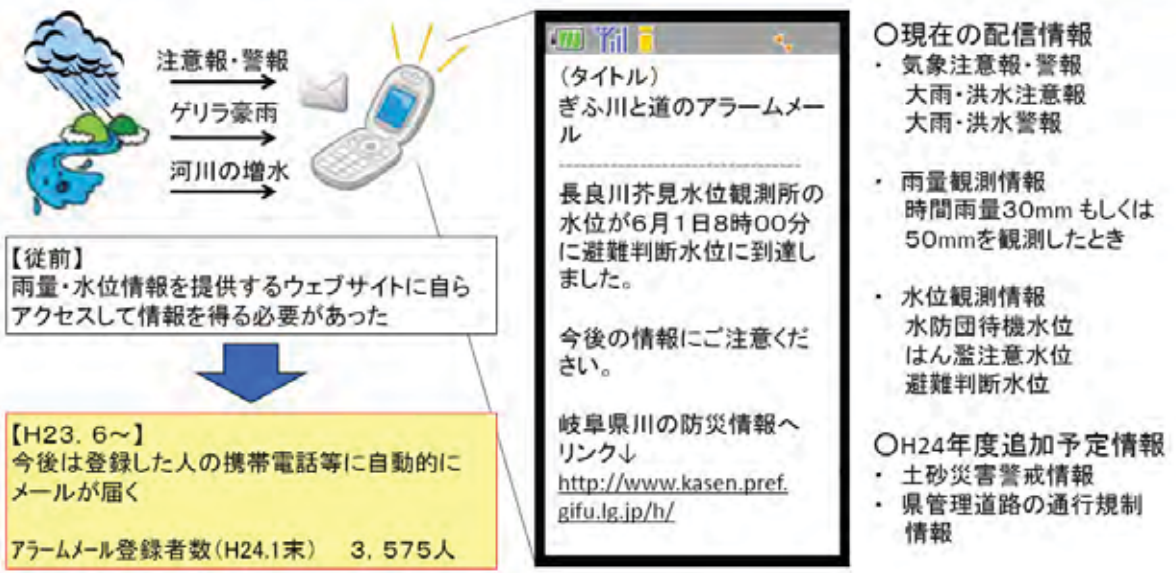 注意報・警報
ゲリラ豪雨
河川の増水
【従前】
雨量・水位情報を提供するウェブサイトに自ら
アクセスして情報を得る必要があった
【H23．6～】
今後は登録した人の携帯電話等に自動的に
メールが届く
アラームメール登録者数(H24.1末)　3，575人
（タイトル）
ぎふ川と道のアラームメー
ル
長良川芥見水位観測所の
水位が6月1日8時00分
に避難判断水位に到達し
ました。
今後の情報にご注意くだ
さい。
岐阜県川の防災情報へ
リンク↓
http://www.kasen.pref.
gifu.lg.jp/h/
〇現在の配信情報
・ 気象注意報・警報
大雨・洪水注意報
大雨・洪水警報
・ 雨量観測情報
時間雨量30mm もしくは
50mmを観測したとき
・ 水位観測情報
水防団待機水位
はん濫注意水位
避難判断水位
〇H24年度追加予定情報
・ 土砂災害警戒情報
・ 県管理道路の通行規制
情報